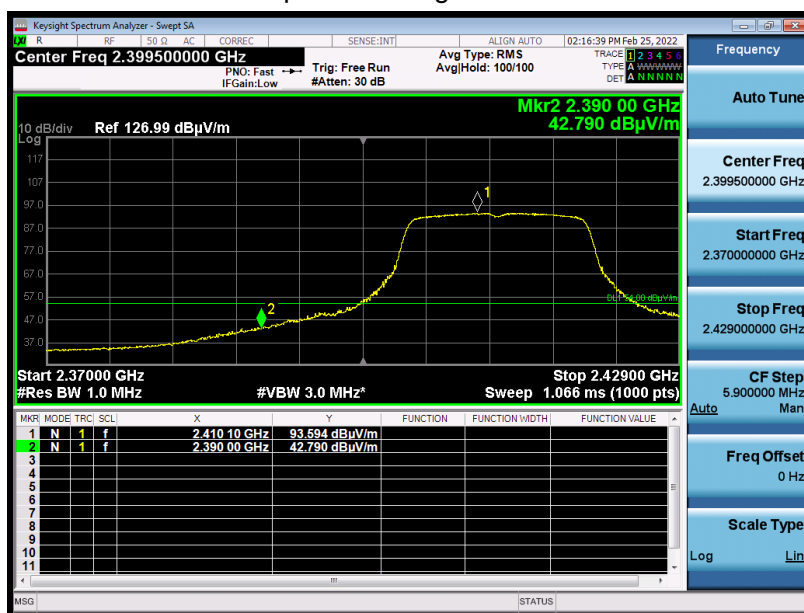 Keysight Spectrum Analyzer - Swept SA
LXI R RF 50 Ω AC CORREC SENSE:INT ALIGN AUTO 02:16:39 PM Feb 25, 2022
Center Freq 2.399500000 GHz
PNO: Fast
IFGain:Low
Trig: Free Run
#Atten: 30 dB
Avg Type: RMS
Avg|Hold: 100/100
TRACE 1 2 3 4 5 6
TYPE A WWWWW
DET A N N N N N
Mkr2 2.390 00 GHz
42.790 dBµV/m
10 dB/div Ref 126.99 dBµV/m
Log
117
107
97.0
87.0
77.0
67.0
57.0
47.0
37.0
1
2
DL1 54.00 dBµV/m
Start 2.37000 GHz Stop 2.42900 GHz
#Res BW 1.0 MHz #VBW 3.0 MHz* Sweep 1.066 ms (1000 pts)
MKR MODE TRC SCL X Y FUNCTION FUNCTION WIDTH FUNCTION VALUE
1 N 1 f 2.410 10 GHz 93.594 dBµV/m
2 N 1 f 2.390 00 GHz 42.790 dBµV/m
3
4
5
6
7
8
9
10
11
MSG STATUS
Frequency
Auto Tune
Center Freq
2.399500000 GHz
Start Freq
2.370000000 GHz
Stop Freq
2.429000000 GHz
CF Step
5.900000 MHz
Auto Man
Freq Offset
0 Hz
Scale Type
Log Lin